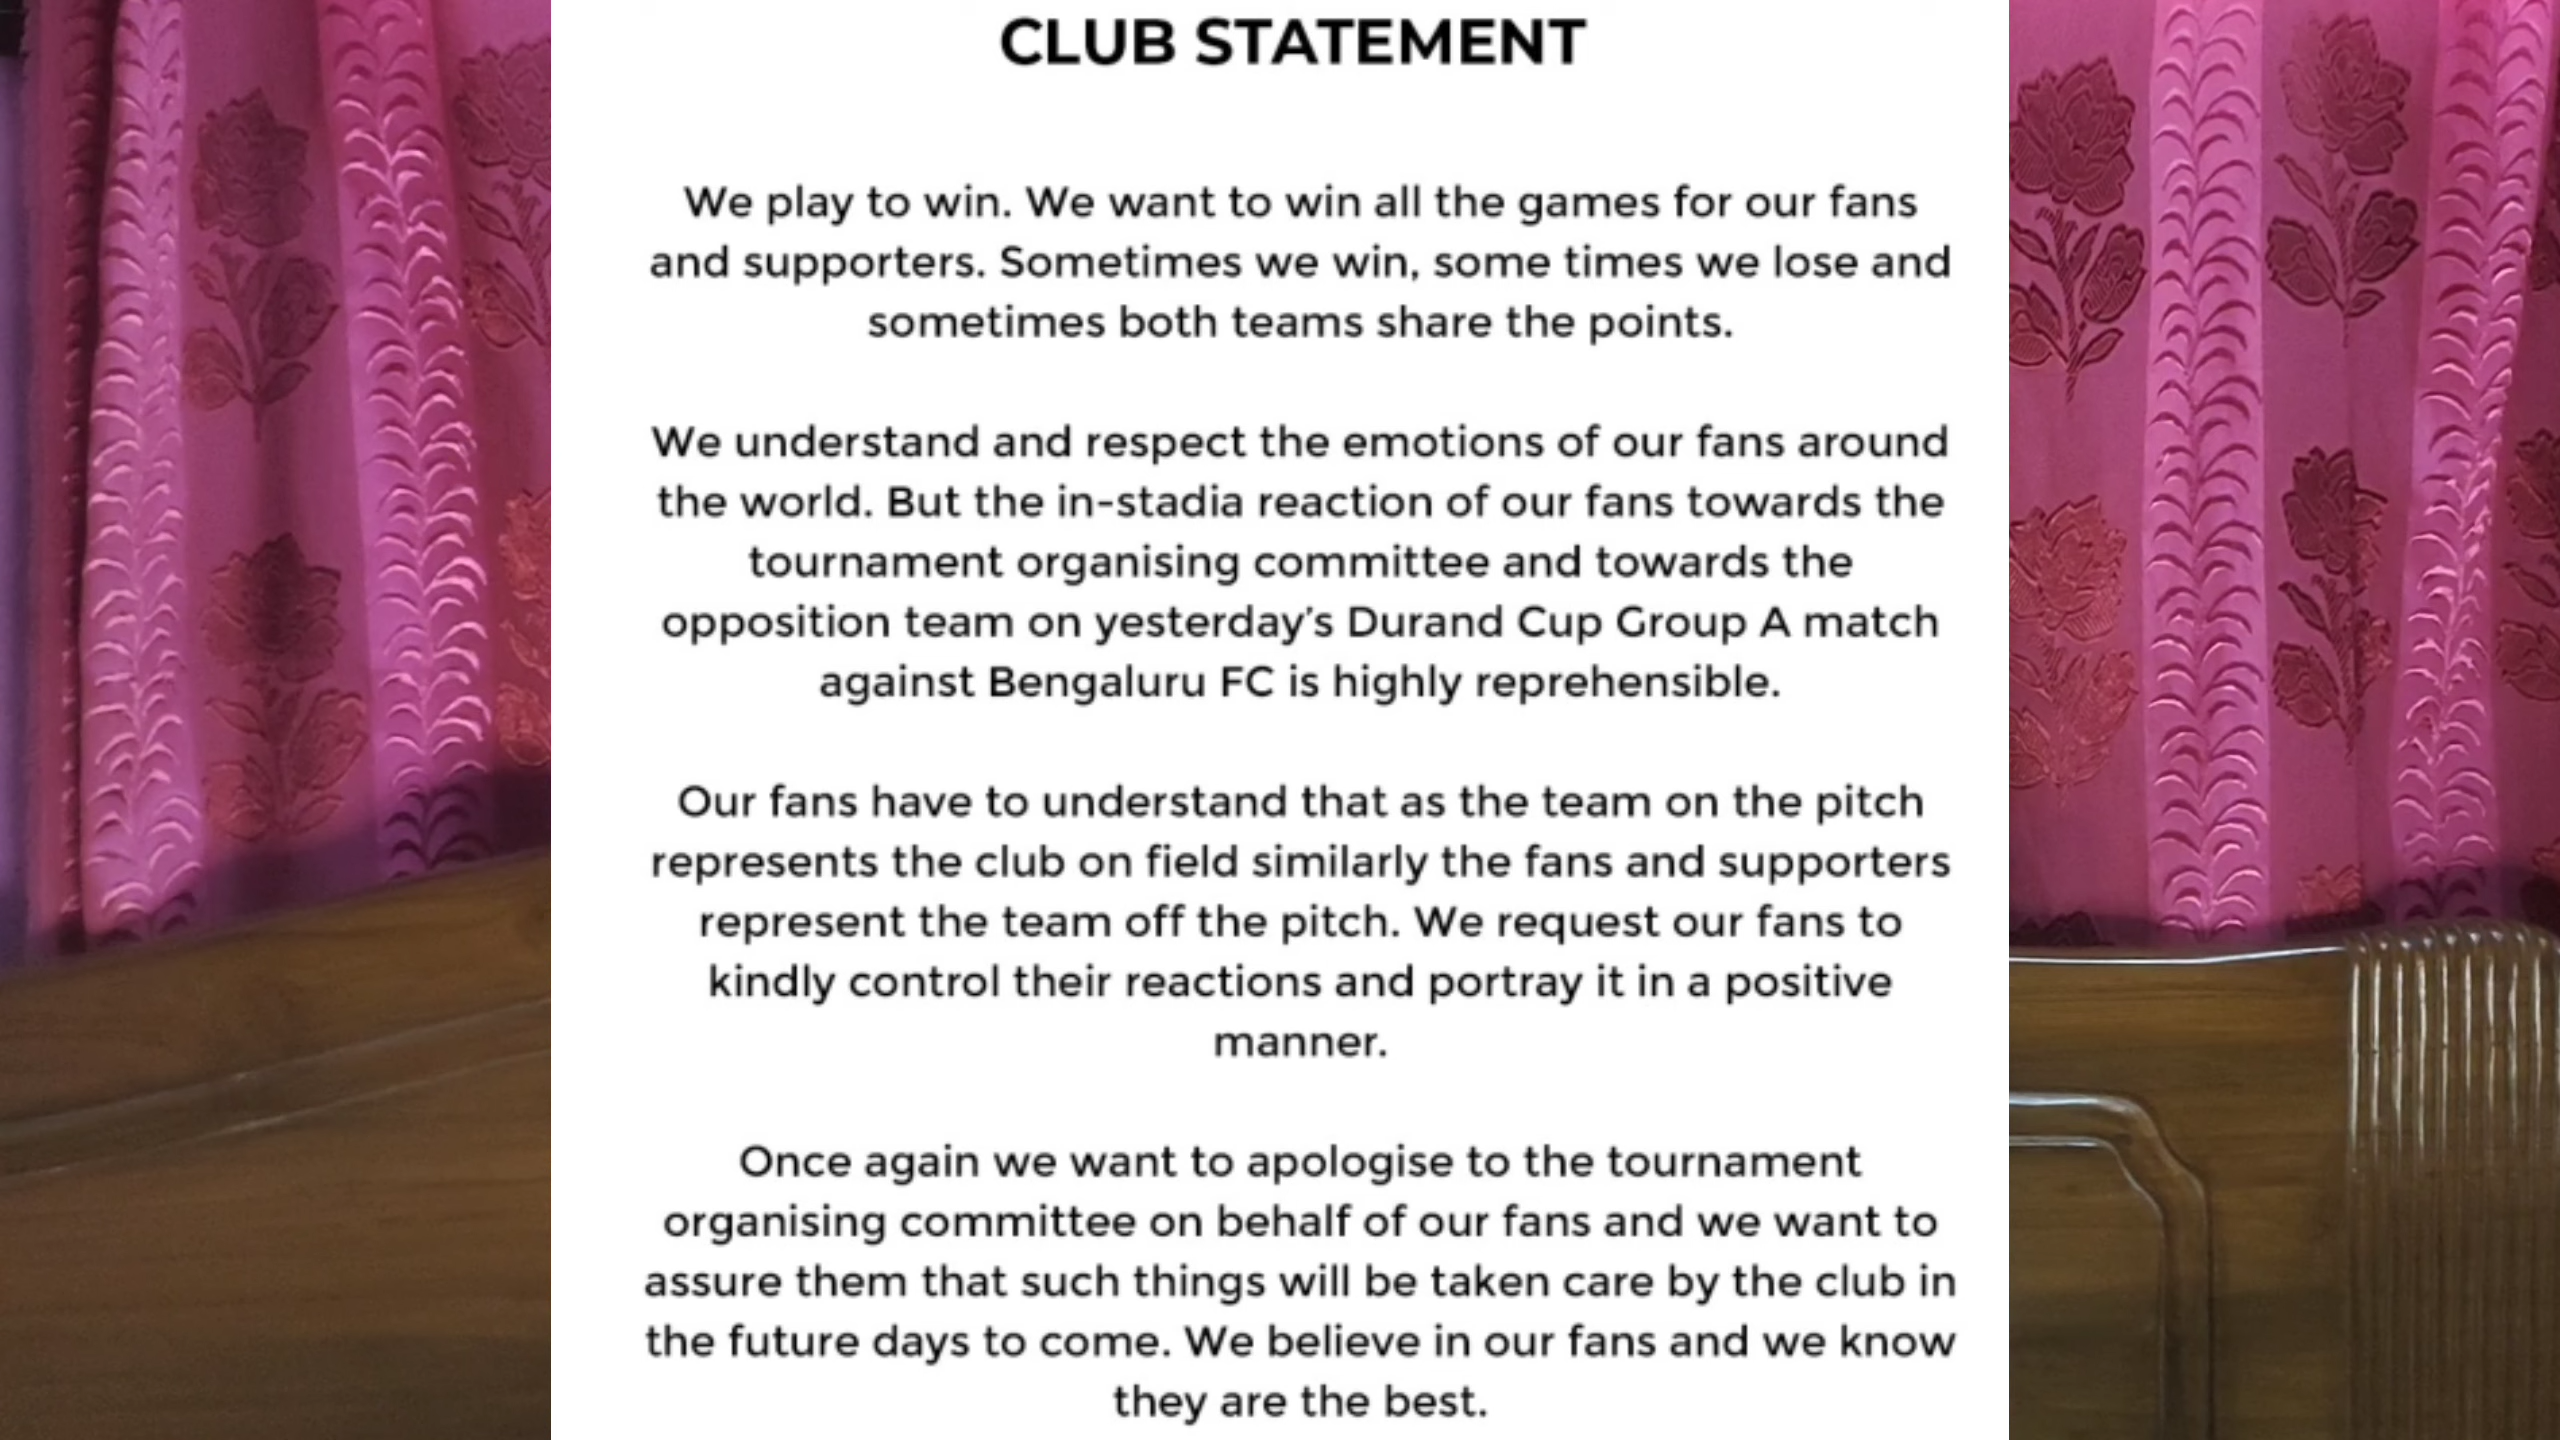 CLUB STATEMENT
We play to win. We want to win all the games for our fans
and supporters. Sometimes we win, some times we lose and
sometimes both teams share the points.
We understand and respect the emotions of our fans around
the world. But the in-stadia reaction of our fans towards the
tournament organising committee and towards the
opposition team on yesterday’s Durand Cup Group A match
against Bengaluru FC is highly reprehensible.
Our fans have to understand that as the team on the pitch
represents the club on field similarly the fans and supporters
represent the team off the pitch. We request our fans to
kindly control their reactions and portray it in a positive
manner.
Once again we want to apologise to the tournament
organising committee on behalf of our fans and we want to
assure them that such things will be taken care by the club in
the future days to come. We believe in our fans and we know
they are the best.